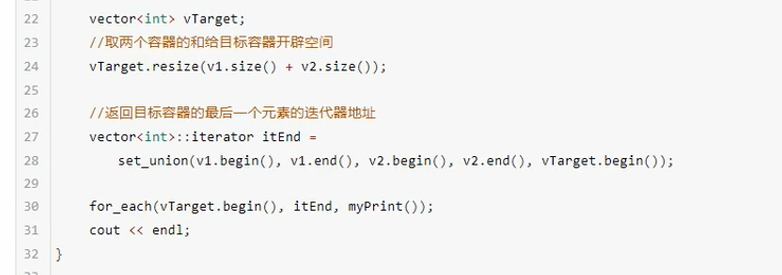 22 vector<int> vTarget;
23 //取两个容器的和给目标容器开辟空间
24 vTarget.resize(v1.size() + v2.size());
25
26 //返回目标容器的最后一个元素的迭代器地址
27 vector<int>::iterator itEnd =
28 set_union(v1.begin(), v1.end(), v2.begin(), v2.end(), vTarget.begin());
29
30 for_each(vTarget.begin(), itEnd, myPrint());
31 cout << endl;
32 }